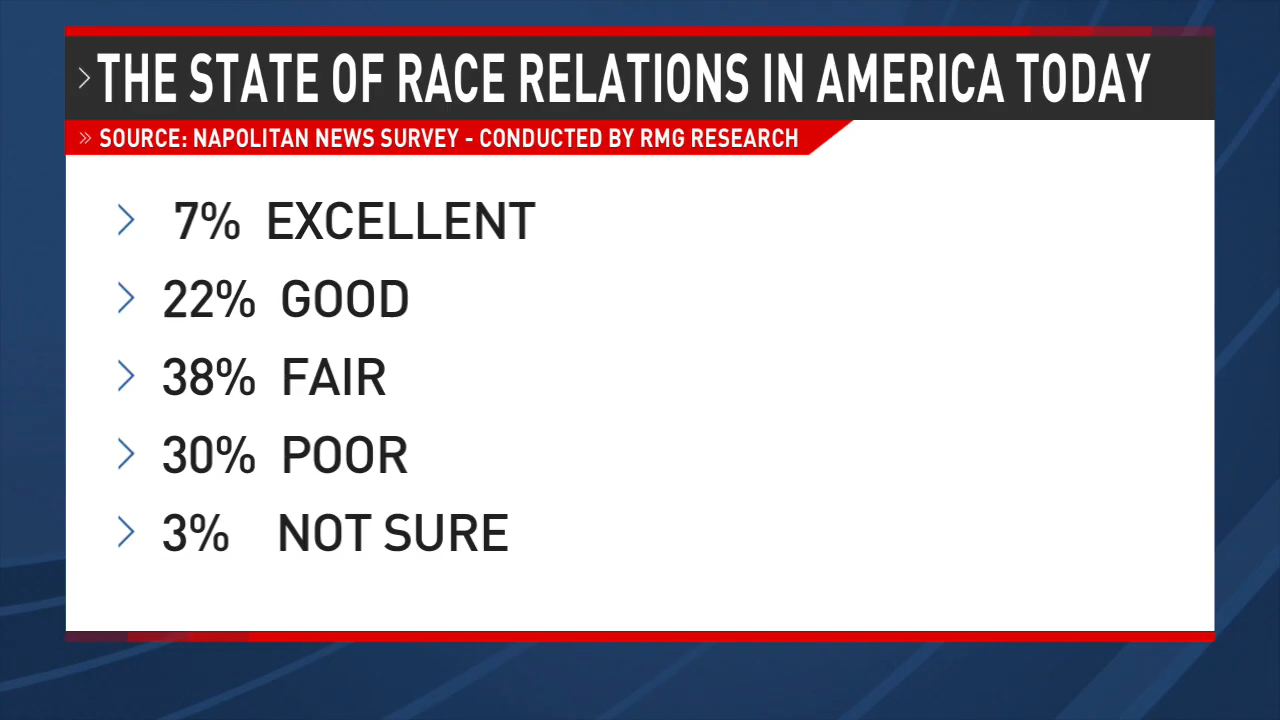 THE STATE OF RACE RELATIONS IN AMERICA TODAY
SOURCE: NAPOLITAN NEWS SURVEY - CONDUCTED BY RMG RESEARCH
7% EXCELLENT
22% GOOD
38% FAIR
30% POOR
3% NOT SURE